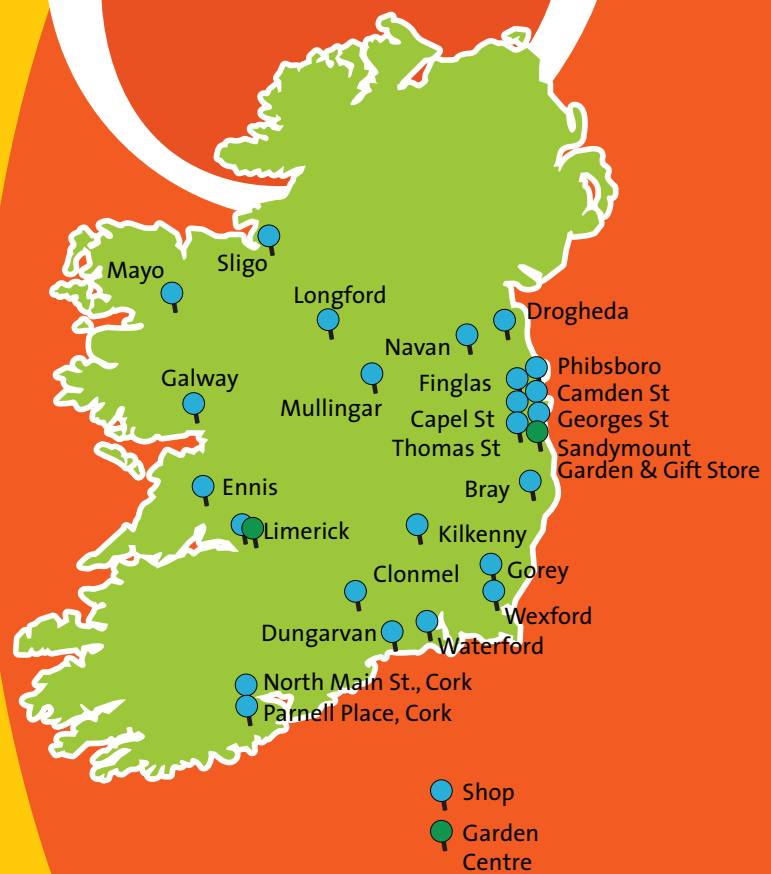 Sligo
Mayo
Longford
Drogheda
Navan
Phibsboro
Galway
Finglas
Camden St
Mullingar
Capel St
Georges St
Thomas St
Sandymount
Garden & Gift Store
Ennis
Bray
Limerick
Kilkenny
Clonmel
Gorey
Wexford
Dungarvan
Waterford
North Main St., Cork
Parnell Place, Cork
Shop
Garden
Centre